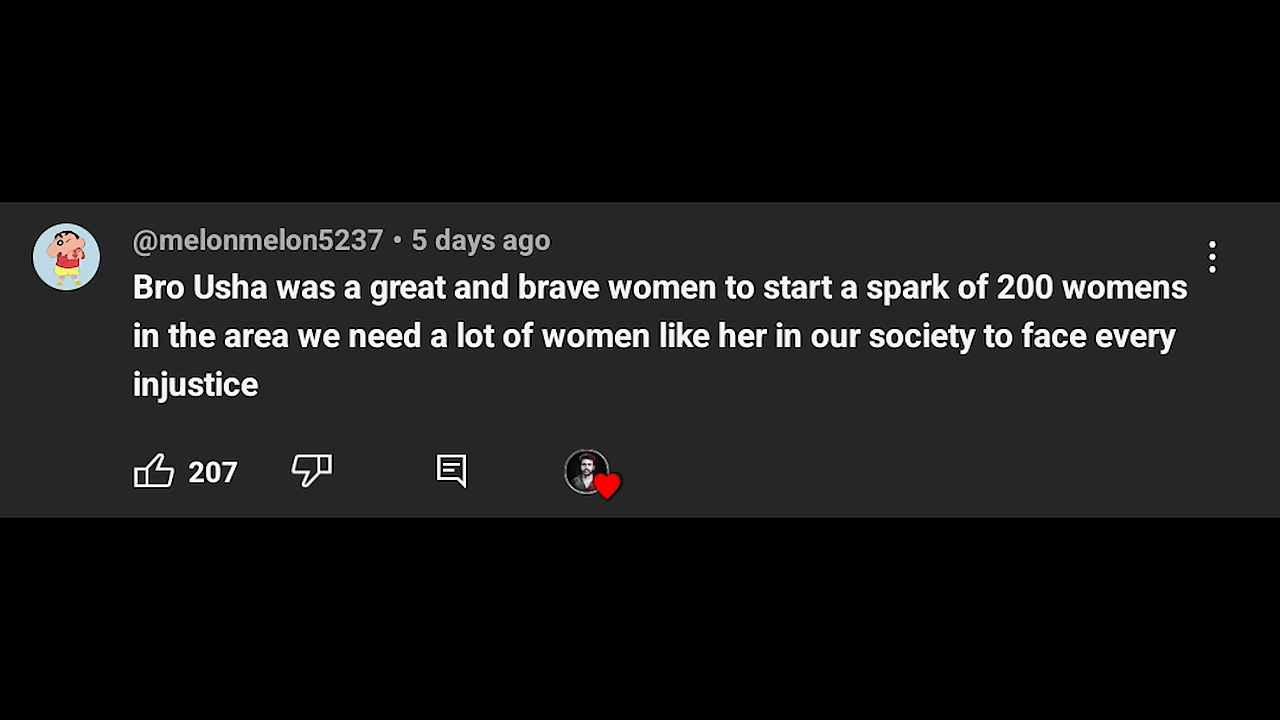 @melonmelon5237 • 5 days ago
Bro Usha was a great and brave women to start a spark of 200 womens
in the area we need a lot of women like her in our society to face every
injustice
207